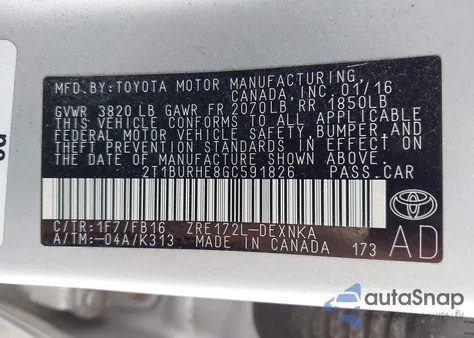 MFD.BY:TOYOTA MOTOR MANUFACTURING,
CANADA,INC.01/16
GVWR 3820 LB GAWR FR 2070LB,RR 1850LB
THIS VEHICLE CONFORMS TO ALL APPLICABLE
FEDERAL MOTOR VEHICLE SAFETY, BUMPER,AND
THEFT PREVENTION STANDARDS IN EFFECT ON
THE DATE OF MANUFACTURE SHOWN ABOVE.
2T1BURHE8GC591826 PASS.CAR
C/TR:1F7/FB16 ZRE172L-DEXNKA
A/TM:-04A/K313 MADE IN CANADA 173
TOYOTA
AD
autoSnap